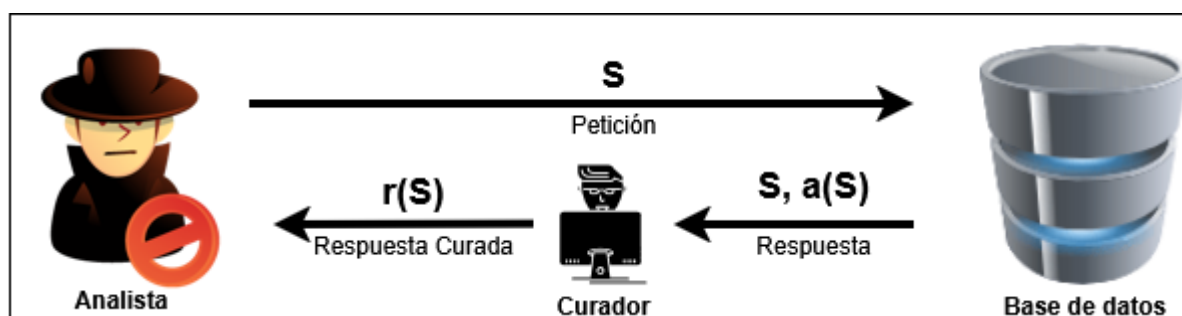 S
Petición
r(S)
Respuesta Curada
S, a(S)
Respuesta
Analista
Curador
Base de datos